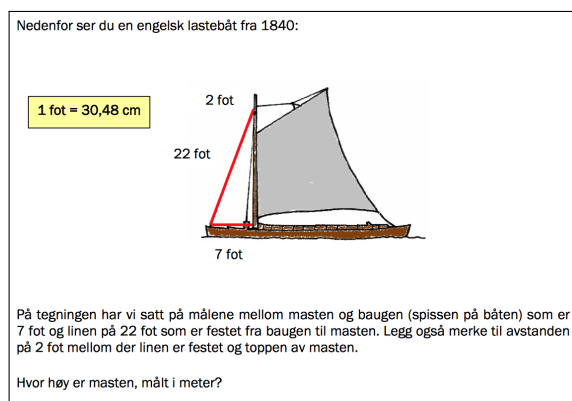 Nedenfor ser du en engelsk lastebåt fra 1840:
2 fot
1 fot = 30,48 cm
22 fot
7 fot
På tegningen har vi satt på målene mellom masten og baugen (spissen på båten) som er
7 fot og linen på 22 fot som er festet fra baugen til masten. Legg også merke til avstanden
på 2 fot mellom der linen er festet og toppen av masten.
Hvor høy er masten, målt i meter?